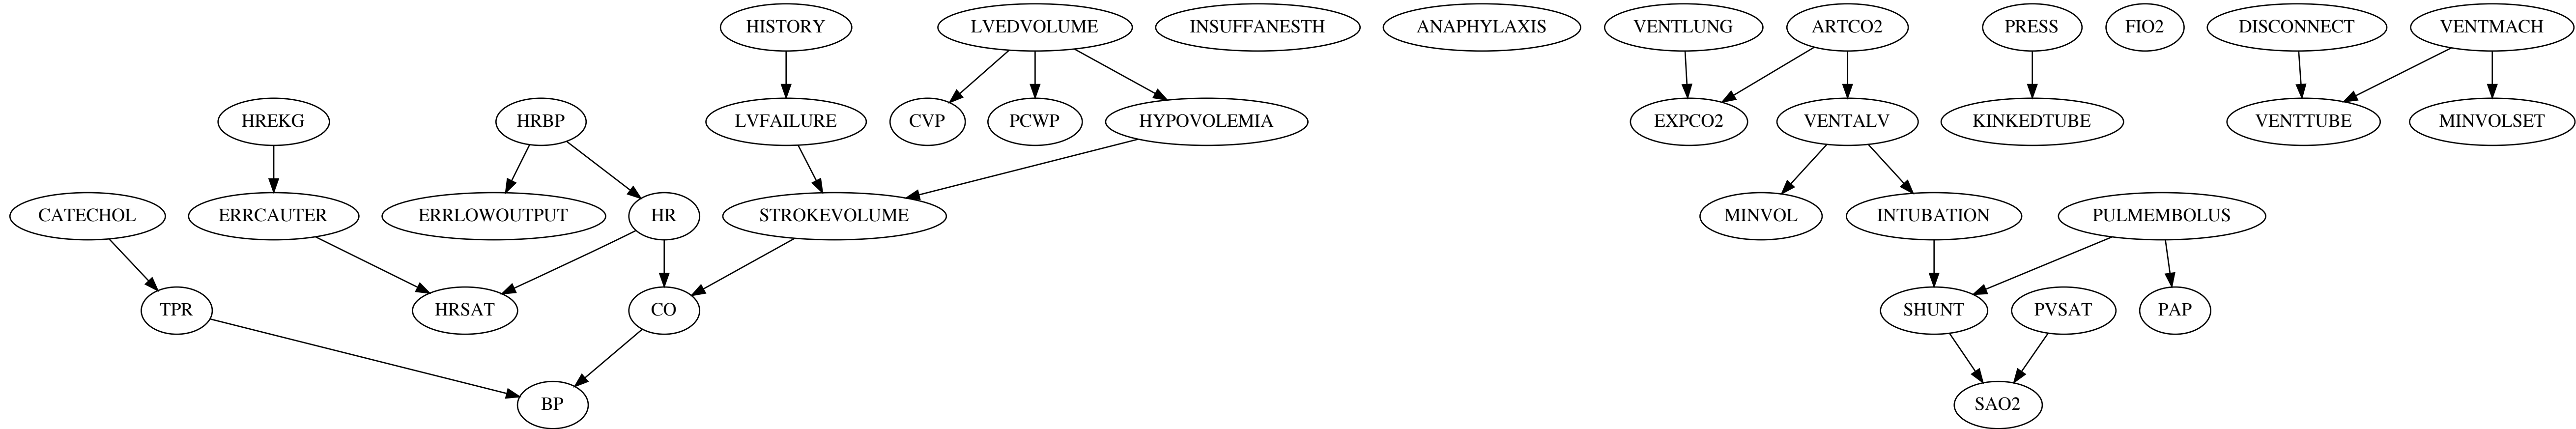 HISTORY
LVEDVOLUME
INSUFFANESTH
ANAPHYLAXIS
VENTLUNG
ARTCO2
PRESS
FIO2
DISCONNECT
VENTMACH
HREKG
HRBP
LVFAILURE
CVP
PCWP
HYPOVOLEMIA
EXPCO2
VENTALV
KINKEDTUBE
VENTTUBE
MINVOLSET
CATECHOL
ERRCAUTER
ERRLOWOUTPUT
HR
STROKEVOLUME
MINVOL
INTUBATION
PULMEMBOLUS
TPR
HRSAT
CO
SHUNT
PVSAT
PAP
BP
SAO2